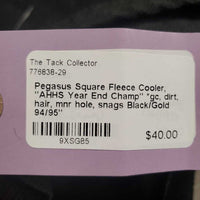 The Tack Collector
776838-29
Pegasus Square Fleece Cooler,
"AHHS Year End Champ" *gc, dirt,
hair, mnr hole, snags Black/Gold
94/95"
$40.00
9XSG85